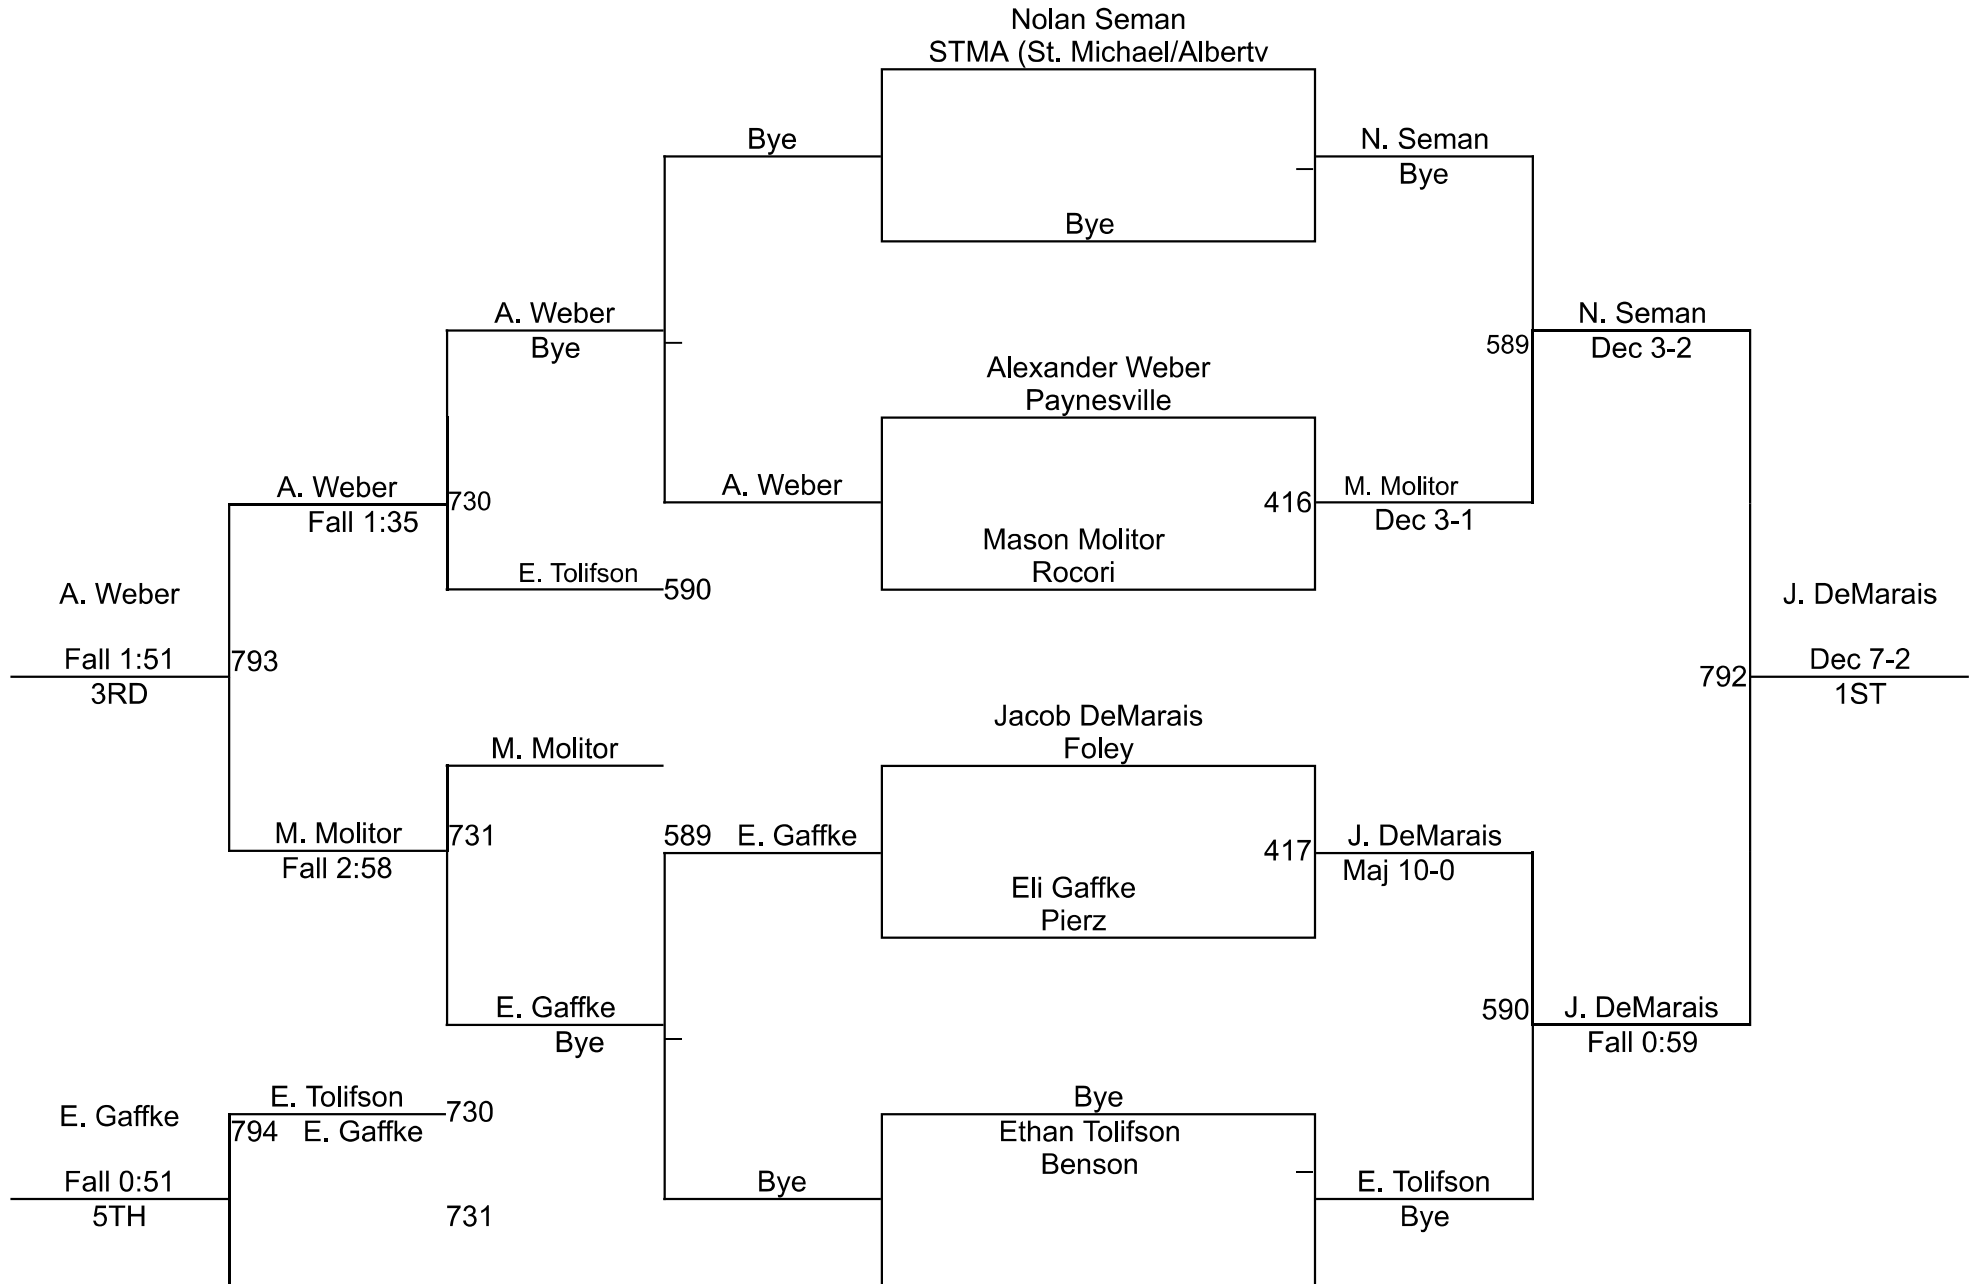 Nolan Seman
STMA (St. Michael/Albertv
Bye
N. Seman
Bye
Bye
A. Weber
Bye
N. Seman
589
Dec 3-2
Alexander Weber
Paynesville
A. Weber
730
Fall 1:35
A. Weber
416
M. Molitor
Dec 3-1
Mason Molitor
Rocori
E. Tolifson
590
A. Weber
J. DeMarais
Fall 1:51
793
3RD
792
Dec 7-2
1ST
Jacob DeMarais
Foley
M. Molitor
M. Molitor
731
Fall 2:58
589
E. Gaffke
417
J. DeMarais
Maj 10-0
Eli Gaffke
Pierz
E. Gaffke
Bye
590
J. DeMarais
Fall 0:59
E. Tolifson
730
E. Gaffke
794
E. Gaffke
Bye
Ethan Tolifson
Benson
Fall 0:51
5TH
731
Bye
E. Tolifson
Bye